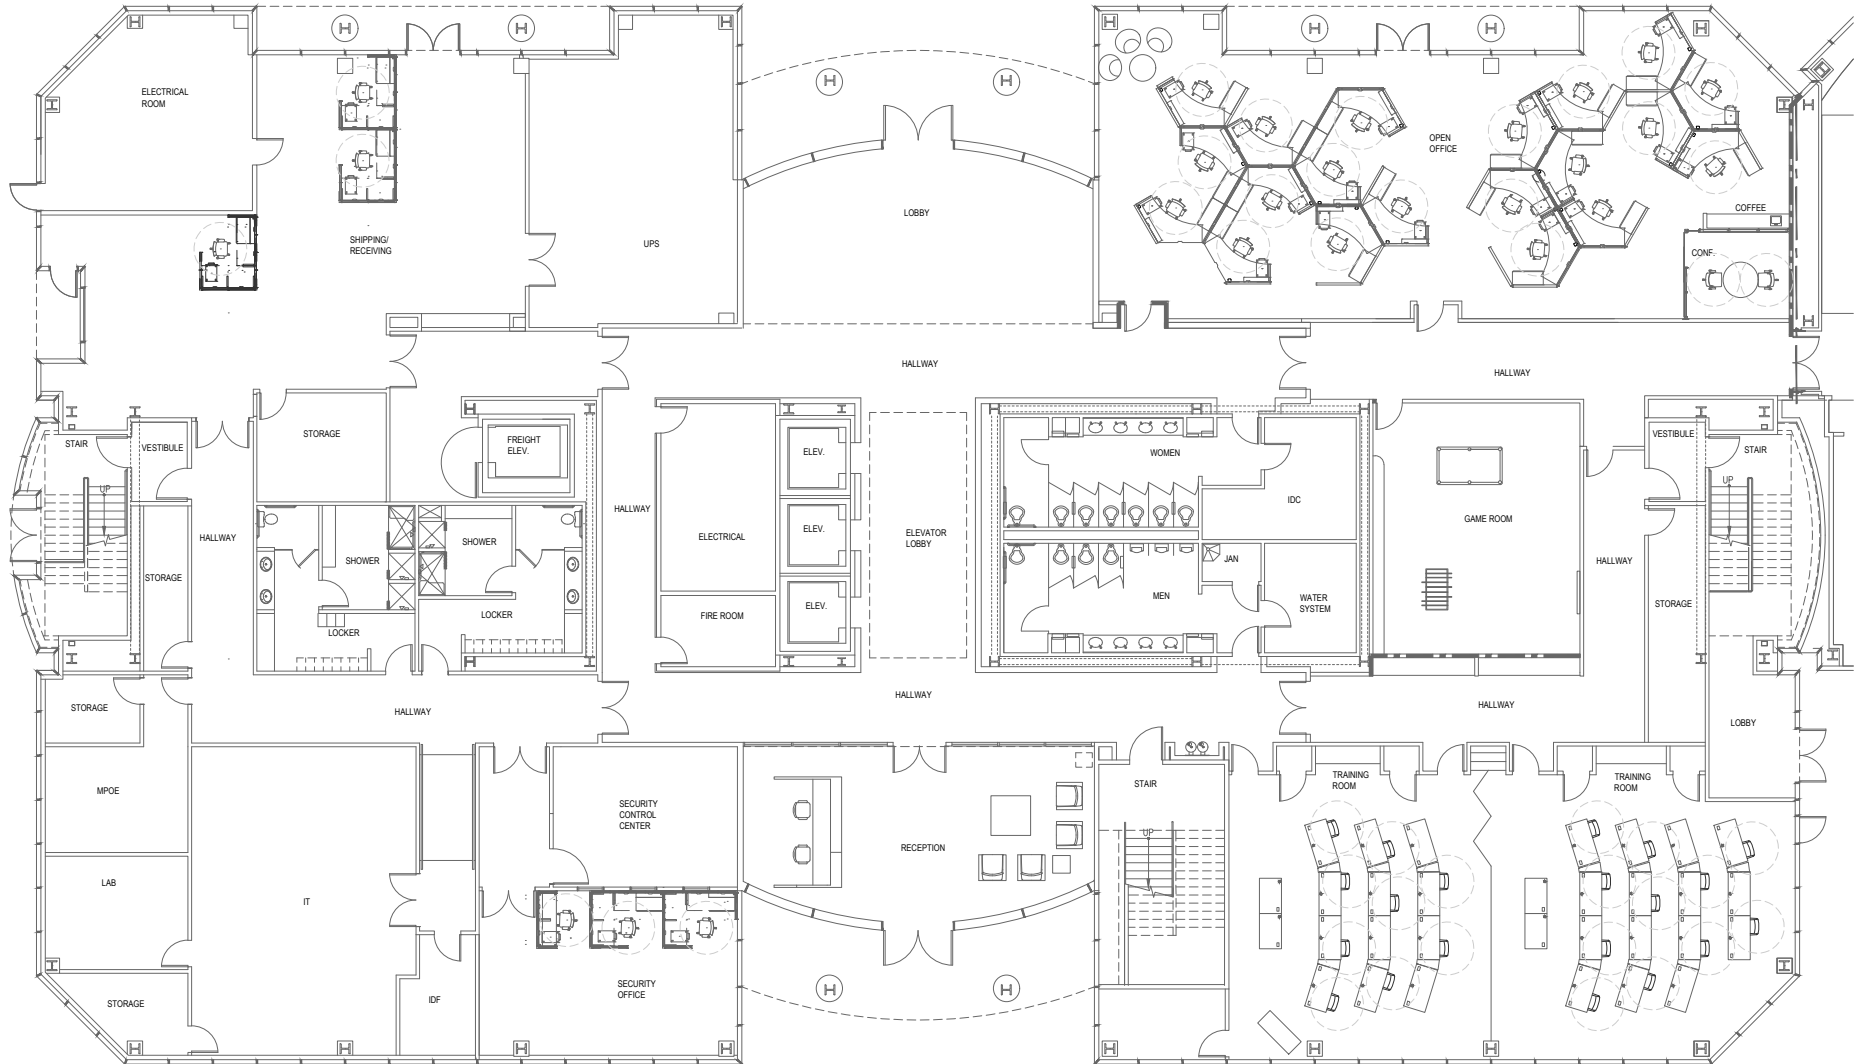 ELECTRICAL
ROOM
SHIPPING/
RECEIVING
UPS
LOBBY
OPEN
OFFICE
COFFEE
CONF.
HALLWAY
HALLWAY
STAIR
VESTIBULE
UP
STORAGE
FREIGHT
ELEV.
HALLWAY
ELEV.
ELEV.
ELEV.
ELECTRICAL
FIRE ROOM
ELEVATOR
LOBBY
WOMEN
IDC
JAN
MEN
WATER
SYSTEM
GAME ROOM
HALLWAY
VESTIBULE
STAIR
UP
STORAGE
HALLWAY
STORAGE
SHOWER
SHOWER
LOCKER
LOCKER
STORAGE
HALLWAY
HALLWAY
HALLWAY
LOBBY
MPOE
LAB
STORAGE
IT
IDF
SECURITY
CONTROL
CENTER
SECURITY
OFFICE
RECEPTION
STAIR
UP
TRAINING
ROOM
TRAINING
ROOM